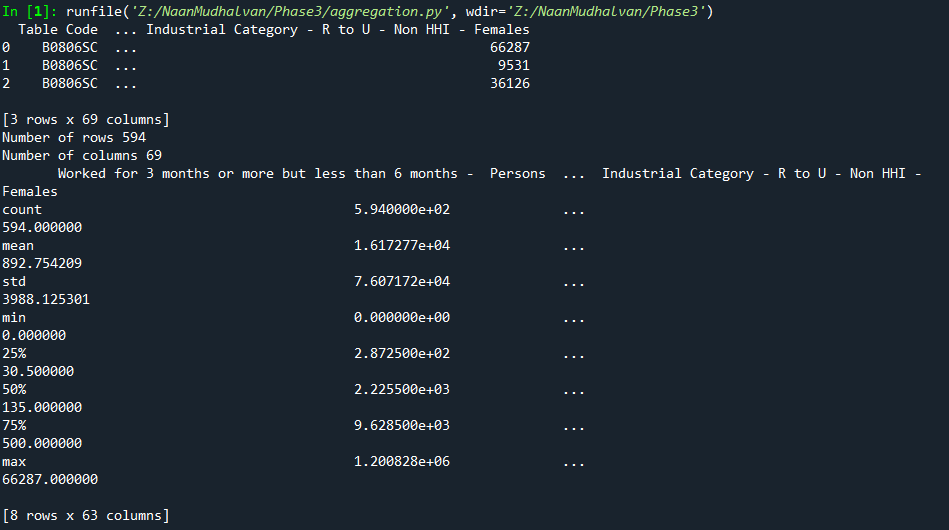 In [1]: runfile('Z:/NaanMudhalvan/Phase3/aggregation.py', wdir='Z:/NaanMudhalvan/Phase3')
  Table Code  ... Industrial Category - R to U - Non HHI - Females
0    B0806SC  ...                                            66287
1    B0806SC  ...                                             9531
2    B0806SC  ...                                            36126

[3 rows x 69 columns]
Number of rows 594
Number of columns 69
       Worked for 3 months or more but less than 6 months -  Persons  ...  Industrial Category - R to U - Non HHI -
Females
count                                       5.940000e+02              ...
594.000000
mean                                        1.617277e+04              ...
892.754209
std                                         7.607172e+04              ...
3988.125301
min                                         0.000000e+00              ...
0.000000
25%                                         2.872500e+02              ...
30.500000
50%                                         2.225500e+03              ...
135.000000
75%                                         9.628500e+03              ...
500.000000
max                                         1.200828e+06              ...
66287.000000

[8 rows x 63 columns]